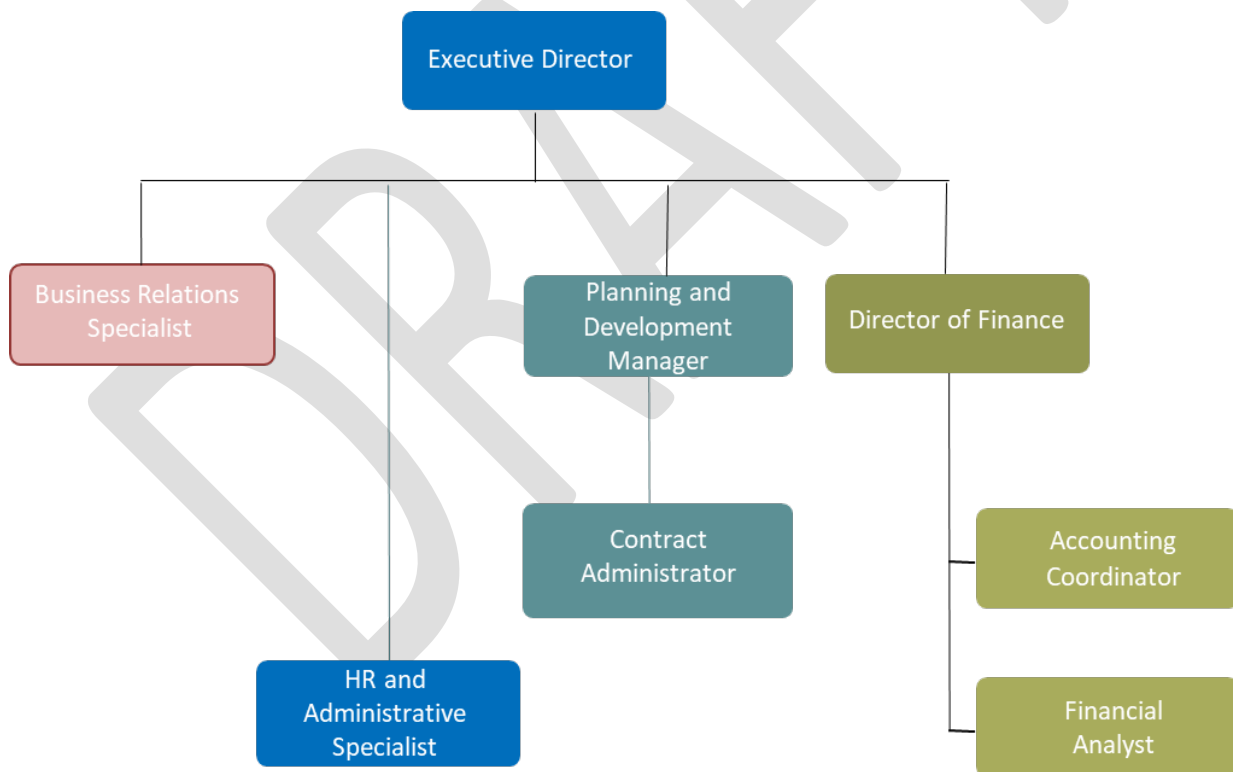 Executive Director
Business Relations
Specialist
Planning and
Development
Manager
Director of Finance
Contract
Administrator
Accounting
Coordinator
HR and
Administrative
Specialist
Financial
Analyst
DRAFT